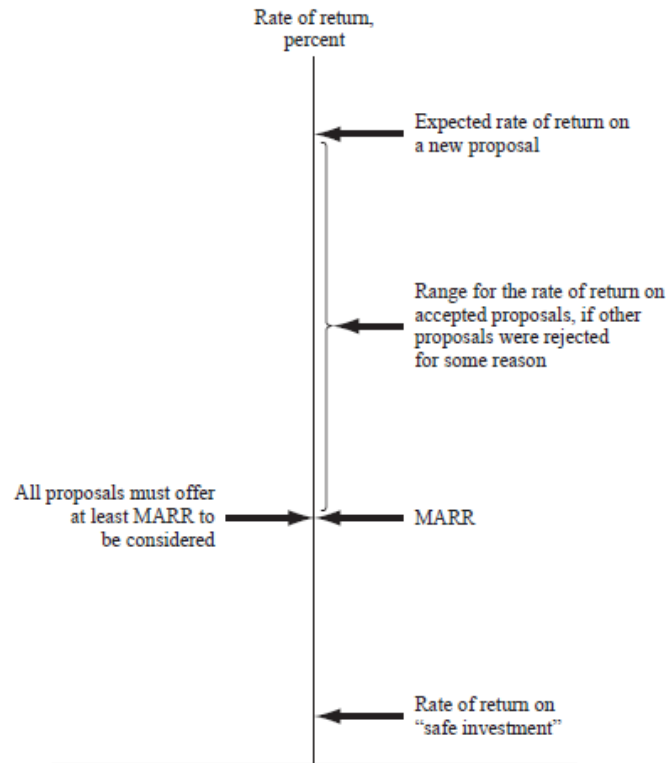 Rate of return,
percent
Expected rate of return on
a new proposal
Range for the rate of return on
accepted proposals, if other
proposals were rejected
for some reason
All proposals must offer
at least MARR to
be considered
MARR
Rate of return on
“safe investment”